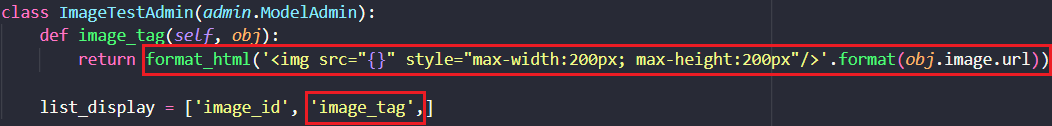 class ImageTestAdmin(admin.ModelAdmin):
def image_tag(self, obj):
return format_html('<img src="{}" style="max-width:200px; max-height:200px"/>'.format(obj.image.url))
list_display = ['image_id', 'image_tag',]